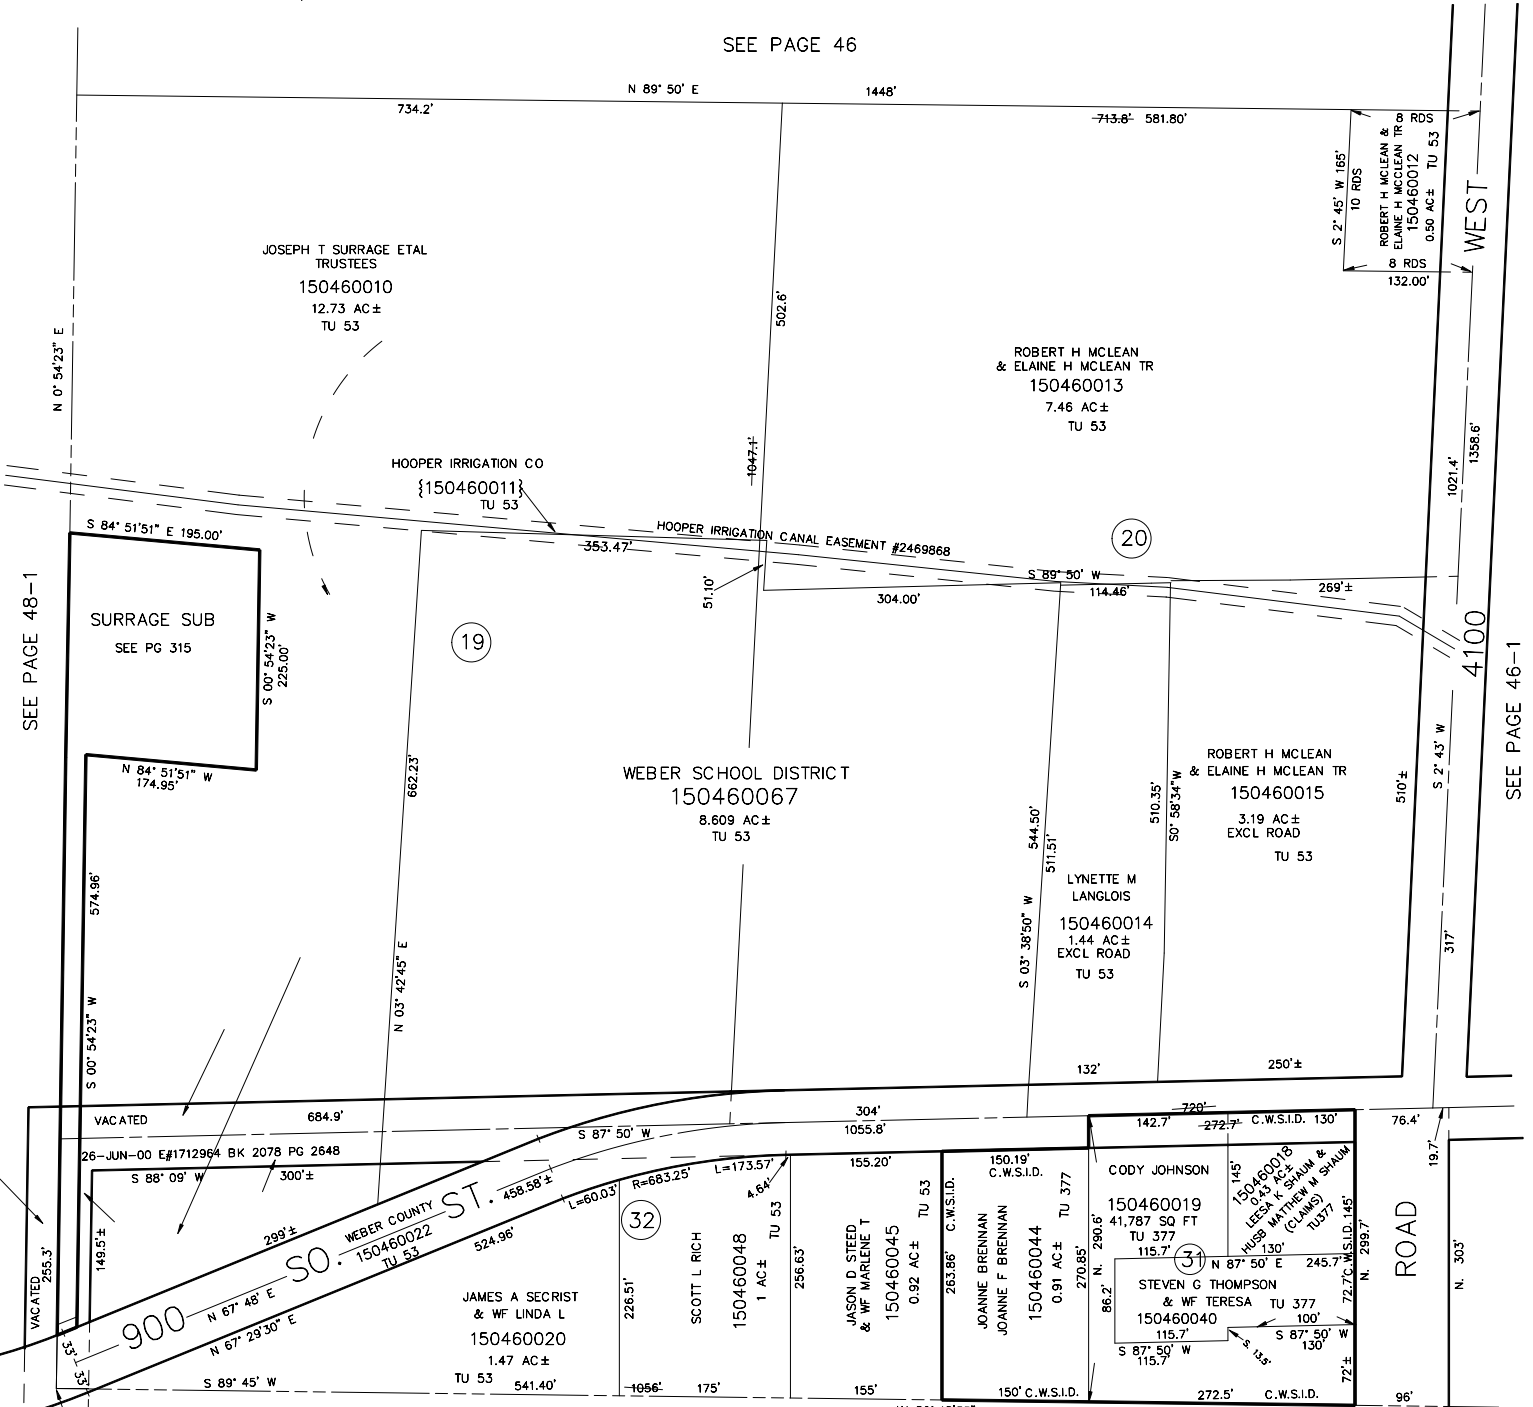 SEE PAGE 46
N 89° 50' E
1448'
734.2'
713.8' 581.80'
8 RDS
S 2° 45' W 165'
10 RDS
ROBERT H MCLEAN &
ELAINE H MCCLEAN TR
150460012
0.50 AC± TU 53
8 RDS
132.00'
WEST
JOSEPH T SURRAGE ETAL
TRUSTEES
150460010
12.73 AC±
TU 53
N 0° 54'23" E
502.6'
1047.1'
ROBERT H MCLEAN
& ELAINE H MCLEAN TR
150460013
7.46 AC±
TU 53
1358.6'
1021.4'
HOOPER IRRIGATION CO
{150460011}
TU 53
HOOPER IRRIGATION CANAL EASEMENT #2469868
353.47'
51.10'
304.00'
20
S 89° 50' W
114.46'
269'±
S 84° 51'51" E 195.00'
SURRAGE SUB
SEE PG 315
S 00° 54'23" W
225.00'
N 84° 51'51" W
174.95'
SEE PAGE 48-1
19
4100
SEE PAGE 46-1
662.23'
N 03° 42'45" E
WEBER SCHOOL DISTRICT
150460067
8.609 AC±
TU 53
544.50'
511.51'
S 03° 38'50" W
510.35'
S0° 58'34"W
ROBERT H MCLEAN
& ELAINE H MCLEAN TR
150460015
3.19 AC±
EXCL ROAD
TU 53
510'±
S 2° 43' W
317'
LYNETTE M
LANGLOIS
150460014
1.44 AC±
EXCL ROAD
TU 53
574.96'
S 00° 54'23" W
132'
250'±
VACATED
684.9'
S 87° 50' W
304'
1055.8'
720'
26-JUN-00 E#1712964 BK 2078 PG 2648
S 88° 09' W
300'±
142.7'
272.7'
C.W.S.I.D. 130'
76.4'
19.7'
VACATED
255.3'
149.5'±
299'±
900
SO.
ST.
WEBER COUNTY
150460022
TU 53
458.58'±
N 67° 48' E
N 67° 29'30" E
524.96'
33'
33'
L=60.03'
R=683.25'
L=173.57'
4.64'
32
155.20'
JAMES A SECRIST
& WF LINDA L
150460020
1.47 AC±
TU 53
226.51'
SCOTT L RICH
150460048
1 AC±
TU 53
256.63'
JASON D STEED
& WF MARLENE T
150460045
0.92 AC±
TU 53
263.86' C.W.S.I.D.
150.19'
C.W.S.I.D.
JOANNE BRENNAN
JOANNE F BRENNAN
150460044
0.91 AC±
TU 377
270.85'
N. 290.6'
CODY JOHNSON
150460019
41,787 SQ FT
TU 377
115.7'
145'
150460018
0.43 AC±
LEESA K SHAUM &
HUSB MATTHEW M SHAUM
(CLAIMS)
TU377
130'
31
N 87° 50' E
245.7'
72.7' C.W.S.I.D. 145'
N. 299.7'
ROAD
N. 303'
86.2'
STEVEN G THOMPSON
& WF TERESA TU 377
150460040
100'
115.7'
S 87° 50' W
115.7'
S. 13.5'
S 87° 50' W
130'
72'±
S 89° 45' W
541.40'
1056'
175'
155'
150' C.W.S.I.D.
272.5'
C.W.S.I.D.
96'